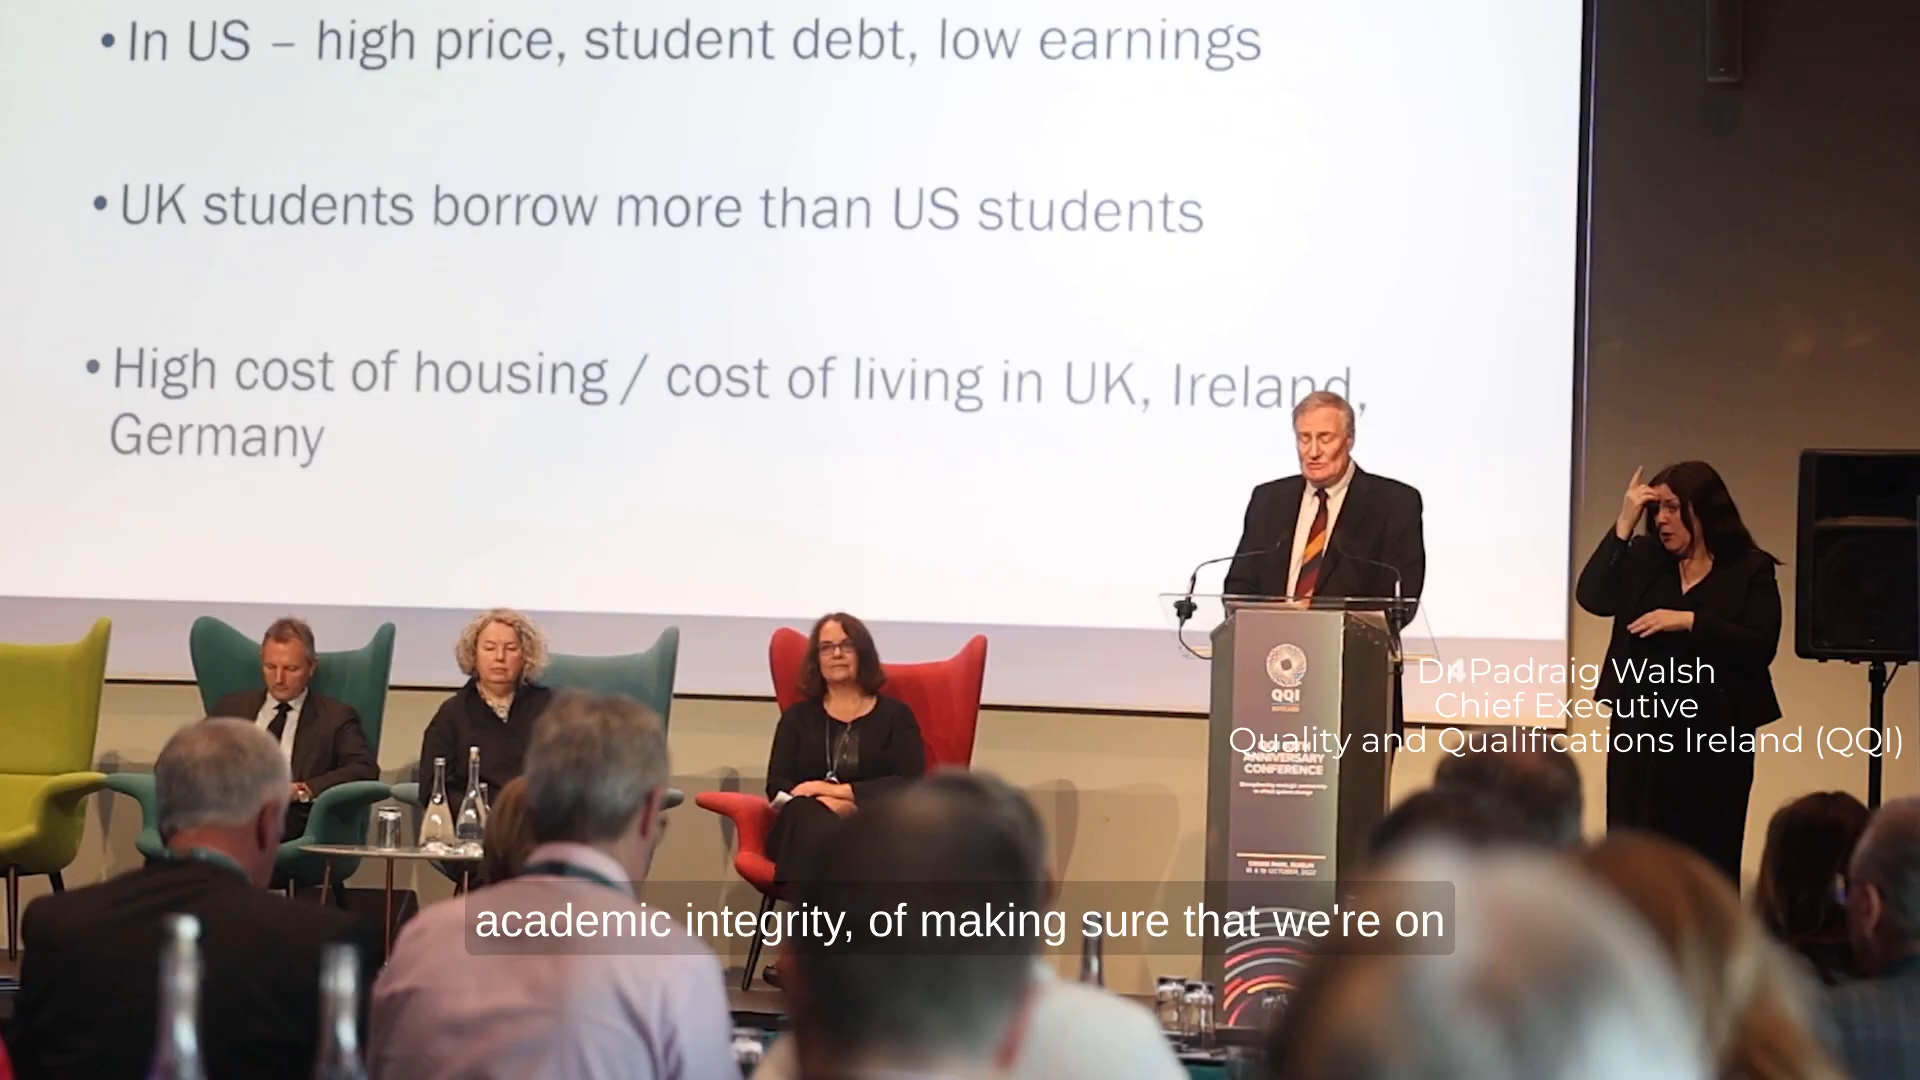 •In US – high price, student debt, low earnings
•UK students borrow more than US students
•High cost of housing / cost of living in UK, Ireland,
Germany
QQI
ANNIVERSARY
CONFERENCE
Dr Padraig Walsh
Chief Executive
Quality and Qualifications Ireland (QQI)
academic integrity, of making sure that we're on